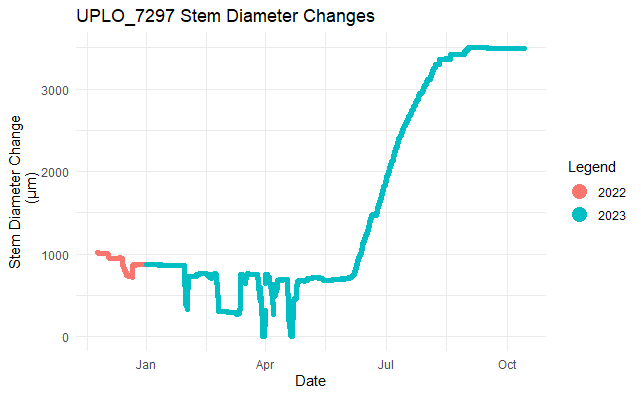 UPLO_7297 Stem Diameter Changes
Stem Diameter Change
(µm)
3000
2000
1000
0
Jan
Apr
Jul
Oct
Date
Legend
2022
2023